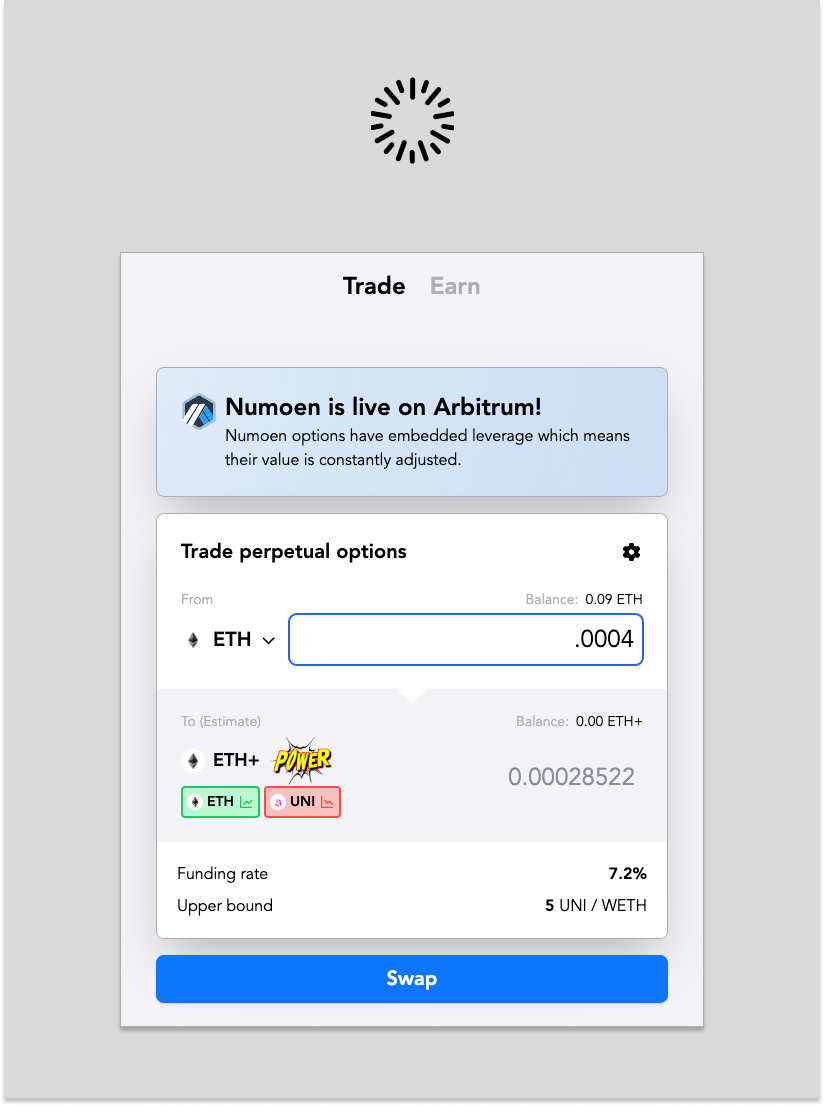 Trade Earn
Numoen is live on Arbitrum!
Numoen options have embedded leverage which means
their value is constantly adjusted.
Trade perpetual options
From Balance: 0.09 ETH
ETH .0004
To (Estimate) Balance: 0.00 ETH+
ETH+ POWER
0.00028522
ETH UNI
Funding rate 7.2%
Upper bound 5 UNI / WETH
Swap